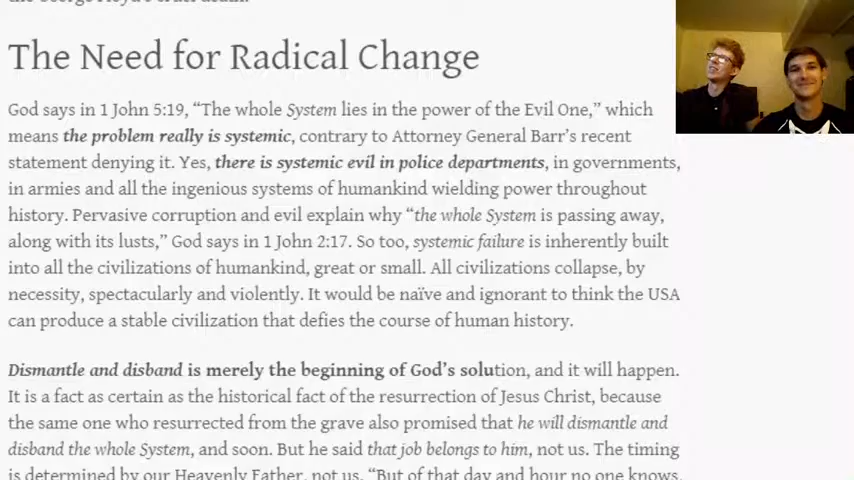 The Need for Radical Change
God says in 1 John 5:19, “The whole System lies in the power of the Evil One,” which
means the problem really is systemic, contrary to Attorney General Barr’s recent
statement denying it. Yes, there is systemic evil in police departments, in governments,
in armies and all the ingenious systems of humankind wielding power throughout
history. Pervasive corruption and evil explain why “the whole System is passing away,
along with its lusts,” God says in 1 John 2:17. So too, systemic failure is inherently built
into all the civilizations of humankind, great or small. All civilizations collapse, by
necessity, spectacularly and violently. It would be naïve and ignorant to think the USA
can produce a stable civilization that defies the course of human history.
Dismantle and disband is merely the beginning of God’s solution, and it will happen.
It is a fact as certain as the historical fact of the resurrection of Jesus Christ, because
the same one who resurrected from the grave also promised that he will dismantle and
disband the whole System, and soon. But he said that job belongs to him, not us. The timing
is determined by our Heavenly Father, not us. “But of that day and hour no one knows,